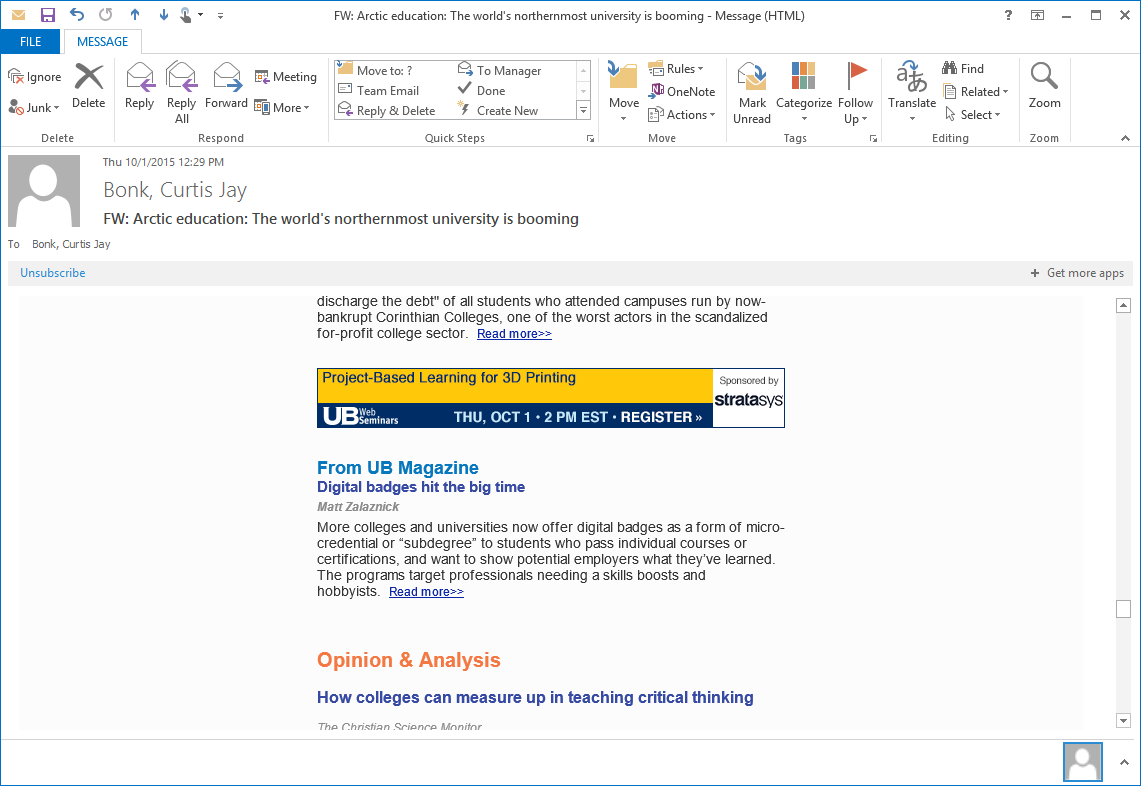 FW: Arctic education: The world's northernmost university is booming - Message (HTML)
?
FILE
MESSAGE
Ignore
Junk
Delete
Delete
Reply
Reply All
Forward
Meeting
More
Respond
Move to: ?
Team Email
Reply & Delete
To Manager
Done
Create New
Quick Steps
Move
Rules
OneNote
Actions
Move
Mark Unread
Categorize
Follow Up
Tags
Translate
Find
Related
Select
Editing
Zoom
Zoom
Thu 10/1/2015 12:29 PM
Bonk, Curtis Jay
FW: Arctic education: The world's northernmost university is booming
To Bonk, Curtis Jay
Unsubscribe
+ Get more apps
discharge the debt" of all students who attended campuses run by now-
bankrupt Corinthian Colleges, one of the worst actors in the scandalized
for-profit college sector. Read more>>
Project-Based Learning for 3D Printing
Sponsored by
stratasys
UB Web Seminars
THU, OCT 1 • 2 PM EST • REGISTER »
From UB Magazine
Digital badges hit the big time
Matt Zalaznick
More colleges and universities now offer digital badges as a form of micro-
credential or “subdegree” to students who pass individual courses or
certifications, and want to show potential employers what they’ve learned.
The programs target professionals needing a skills boosts and
hobbyists. Read more>>
Opinion & Analysis
How colleges can measure up in teaching critical thinking
The Christian Science Monitor